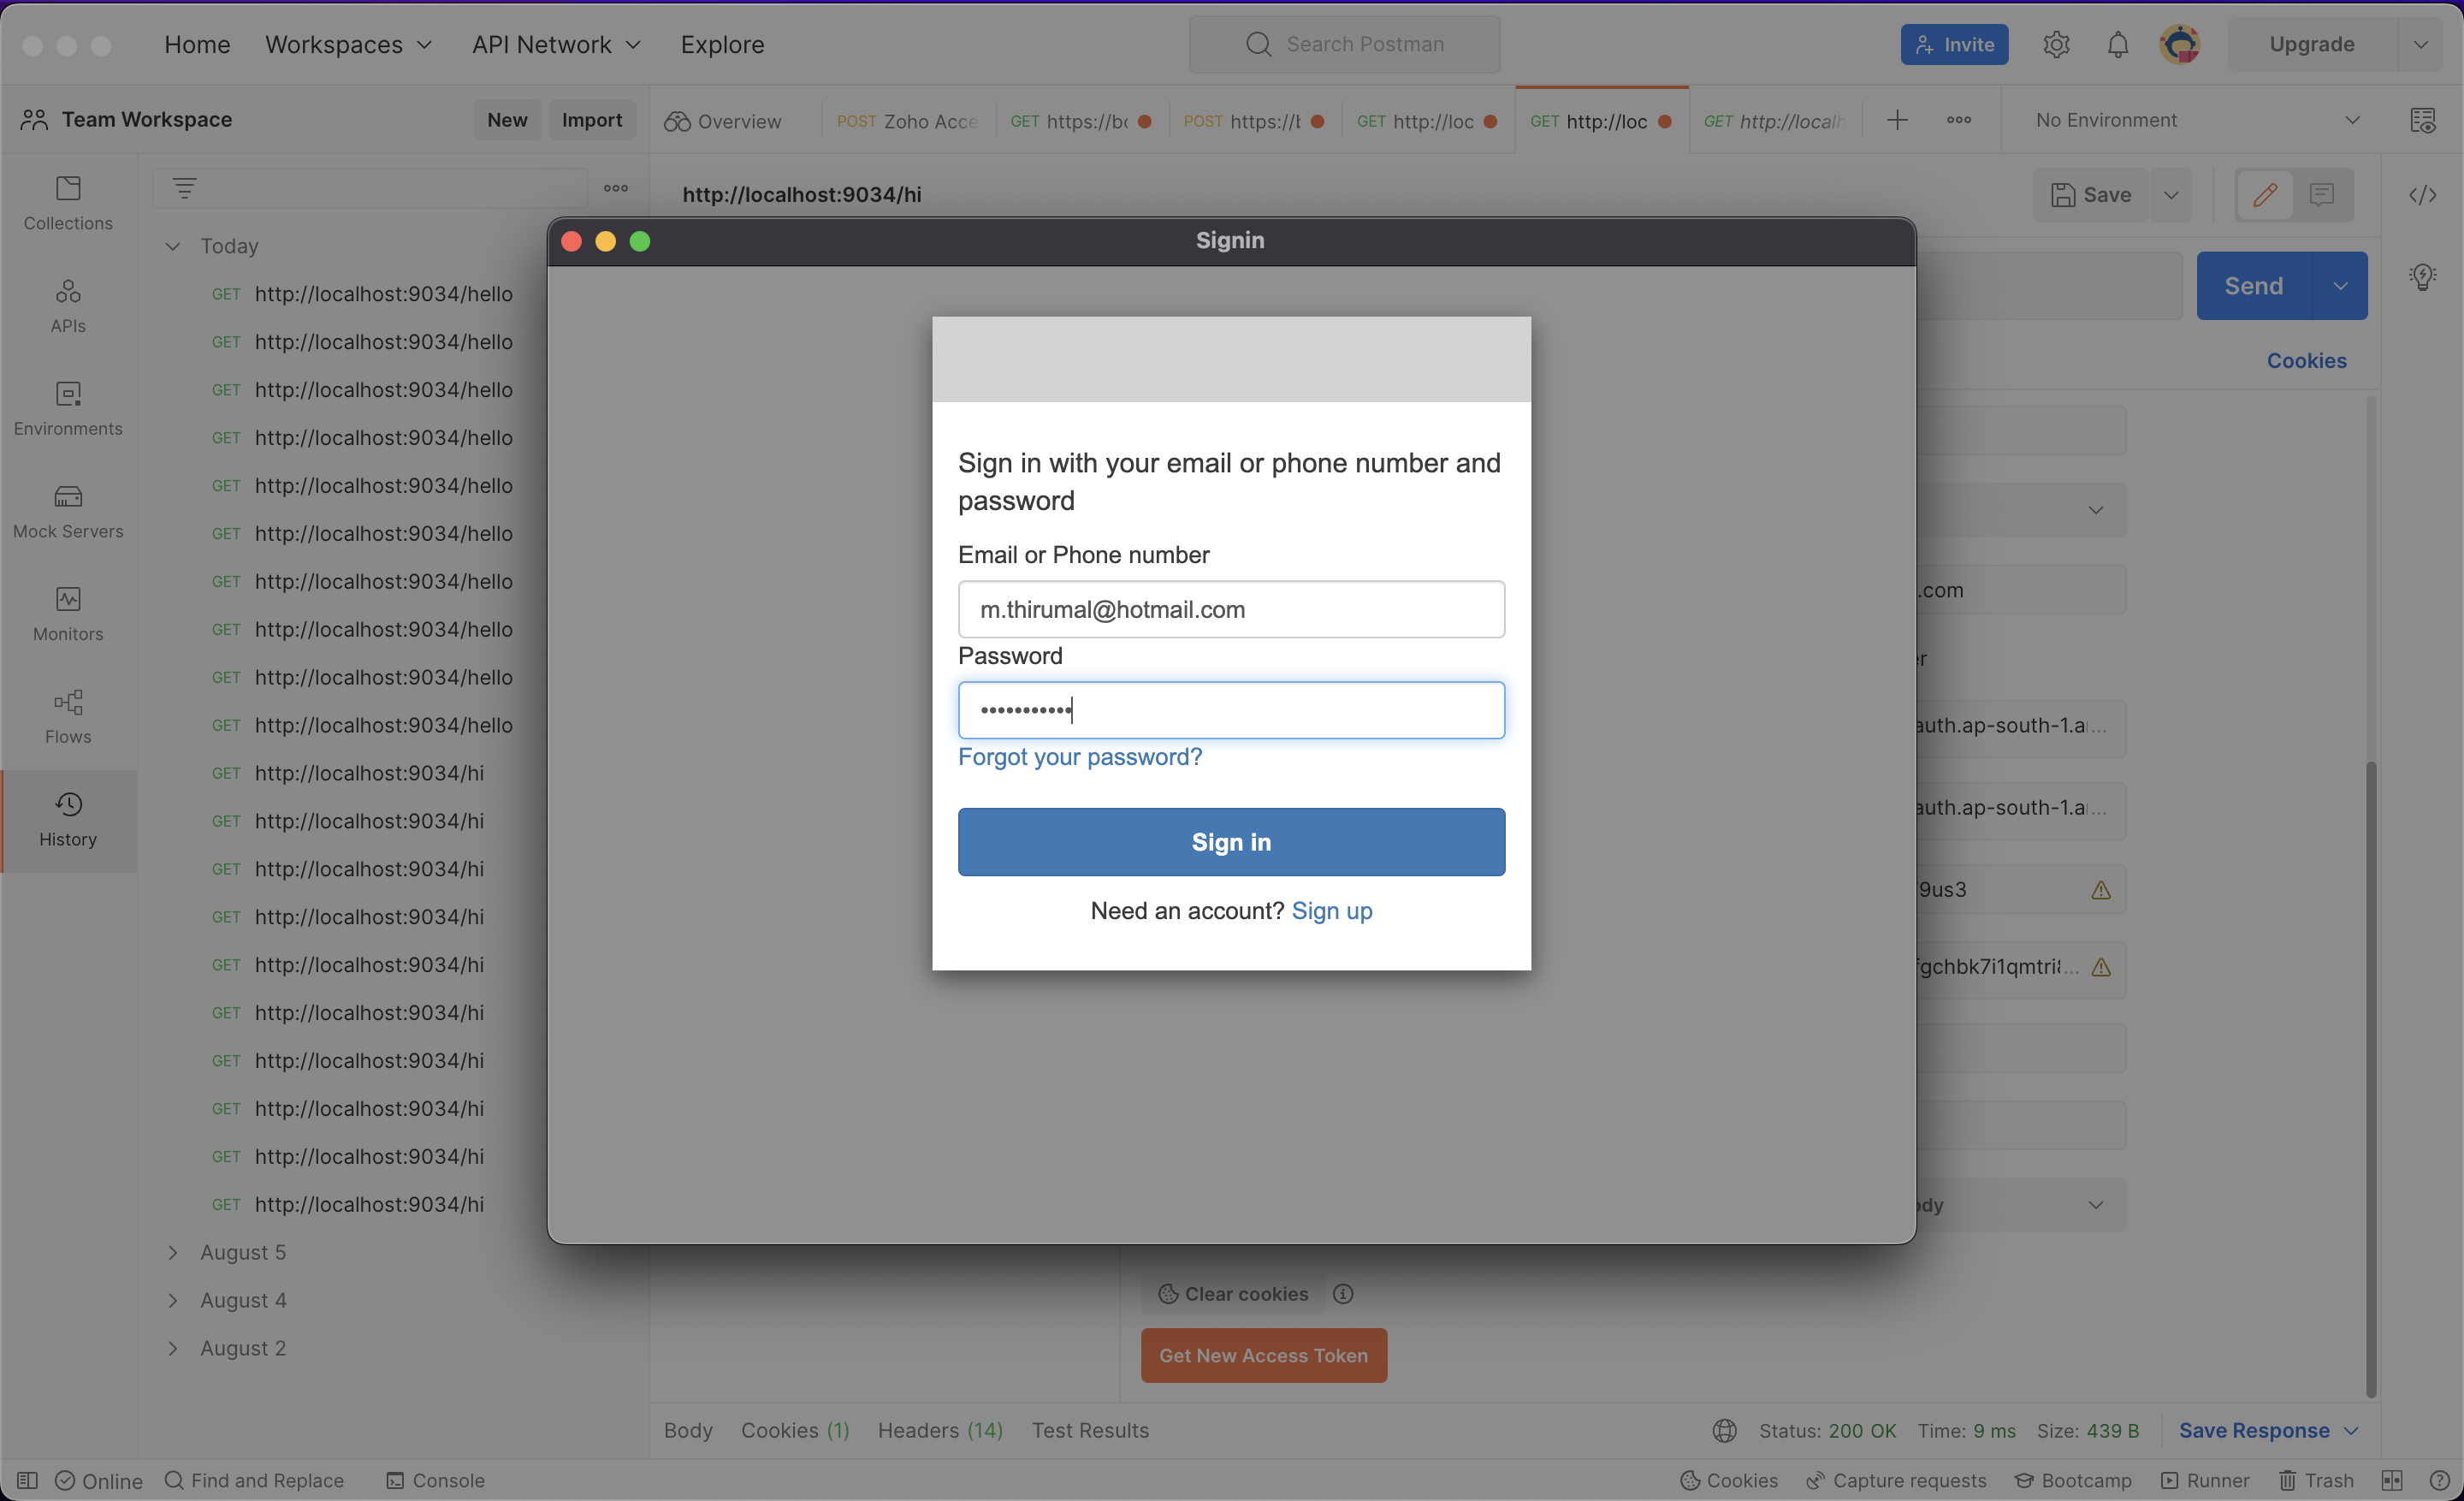 Home Workspaces API Network Explore Search Postman Invite Upgrade
Team Workspace New Import Overview POST Zoho Acce GET https://bc POST https://b GET http://loc GET http://loc GET http://localh No Environment
Collections
APIs
Environments
Mock Servers
Monitors
Flows
History
Today
GET http://localhost:9034/hello
GET http://localhost:9034/hello
GET http://localhost:9034/hello
GET http://localhost:9034/hello
GET http://localhost:9034/hello
GET http://localhost:9034/hello
GET http://localhost:9034/hello
GET http://localhost:9034/hello
GET http://localhost:9034/hello
GET http://localhost:9034/hello
GET http://localhost:9034/hi
GET http://localhost:9034/hi
GET http://localhost:9034/hi
GET http://localhost:9034/hi
GET http://localhost:9034/hi
GET http://localhost:9034/hi
GET http://localhost:9034/hi
GET http://localhost:9034/hi
GET http://localhost:9034/hi
GET http://localhost:9034/hi
August 5
August 4
August 2
http://localhost:9034/hi Save
Send
Cookies
.com
er
auth.ap-south-1.a...
auth.ap-south-1.a...
9us3
fgchbk7i1qmtri...
ody
Signin
Sign in with your email or phone number and
password
Email or Phone number
m.thirumal@hotmail.com
Password
•••••••••••
Forgot your password?
Sign in
Need an account? Sign up
Clear cookies
Get New Access Token
Body Cookies (1) Headers (14) Test Results Status: 200 OK Time: 9 ms Size: 439 B Save Response
Online Find and Replace Console Cookies Capture requests Bootcamp Runner Trash